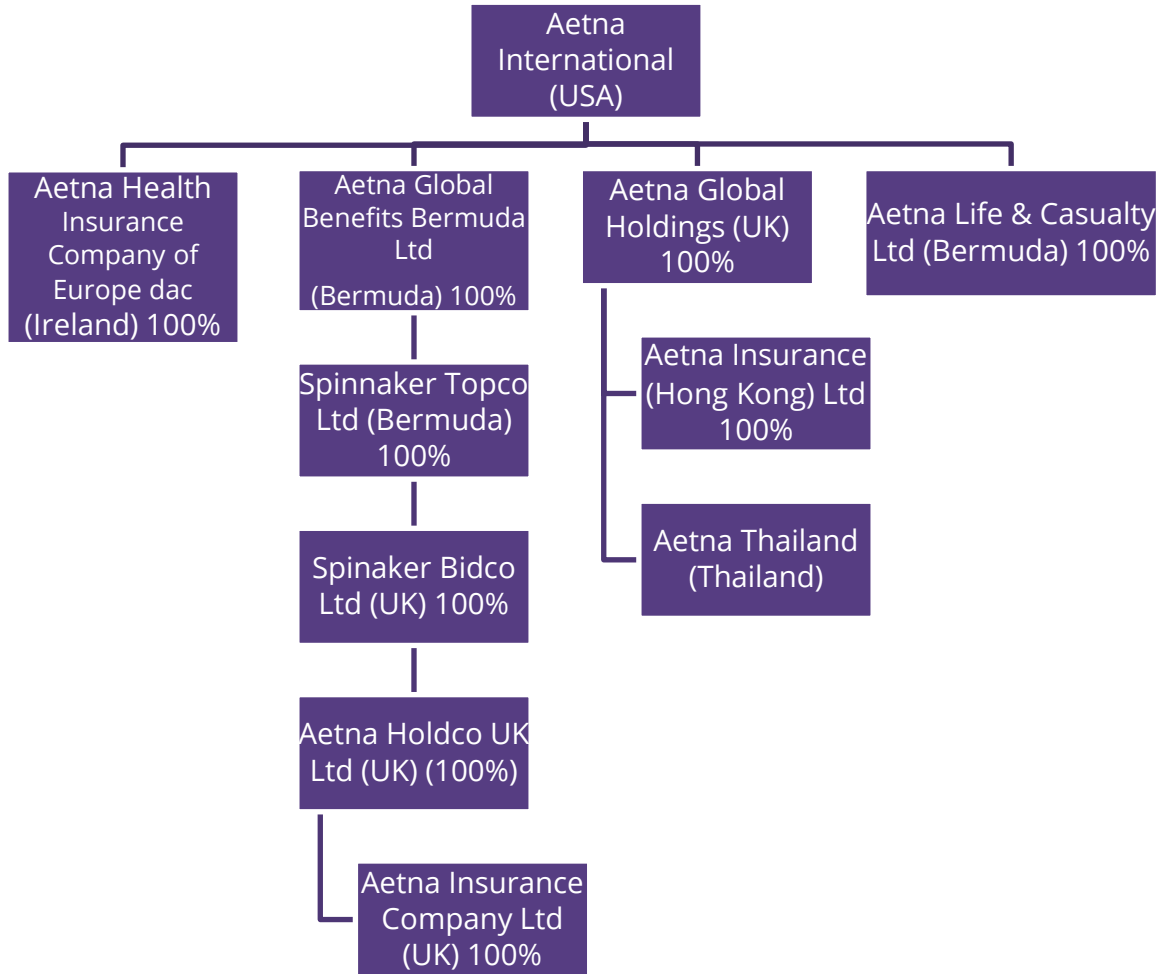 Aetna
International
(USA)
Aetna Health
Insurance
Company of
Europe dac
(Ireland) 100%
Aetna Global
Benefits Bermuda
Ltd
(Bermuda) 100%
Aetna Global
Holdings (UK)
100%
Aetna Life & Casualty
Ltd (Bermuda) 100%
Spinnaker Topco
Ltd (Bermuda)
100%
Aetna Insurance
(Hong Kong) Ltd
100%
Spinaker Bidco
Ltd (UK) 100%
Aetna Thailand
(Thailand)
Aetna Holdco UK
Ltd (UK) (100%)
Aetna Insurance
Company Ltd
(UK) 100%